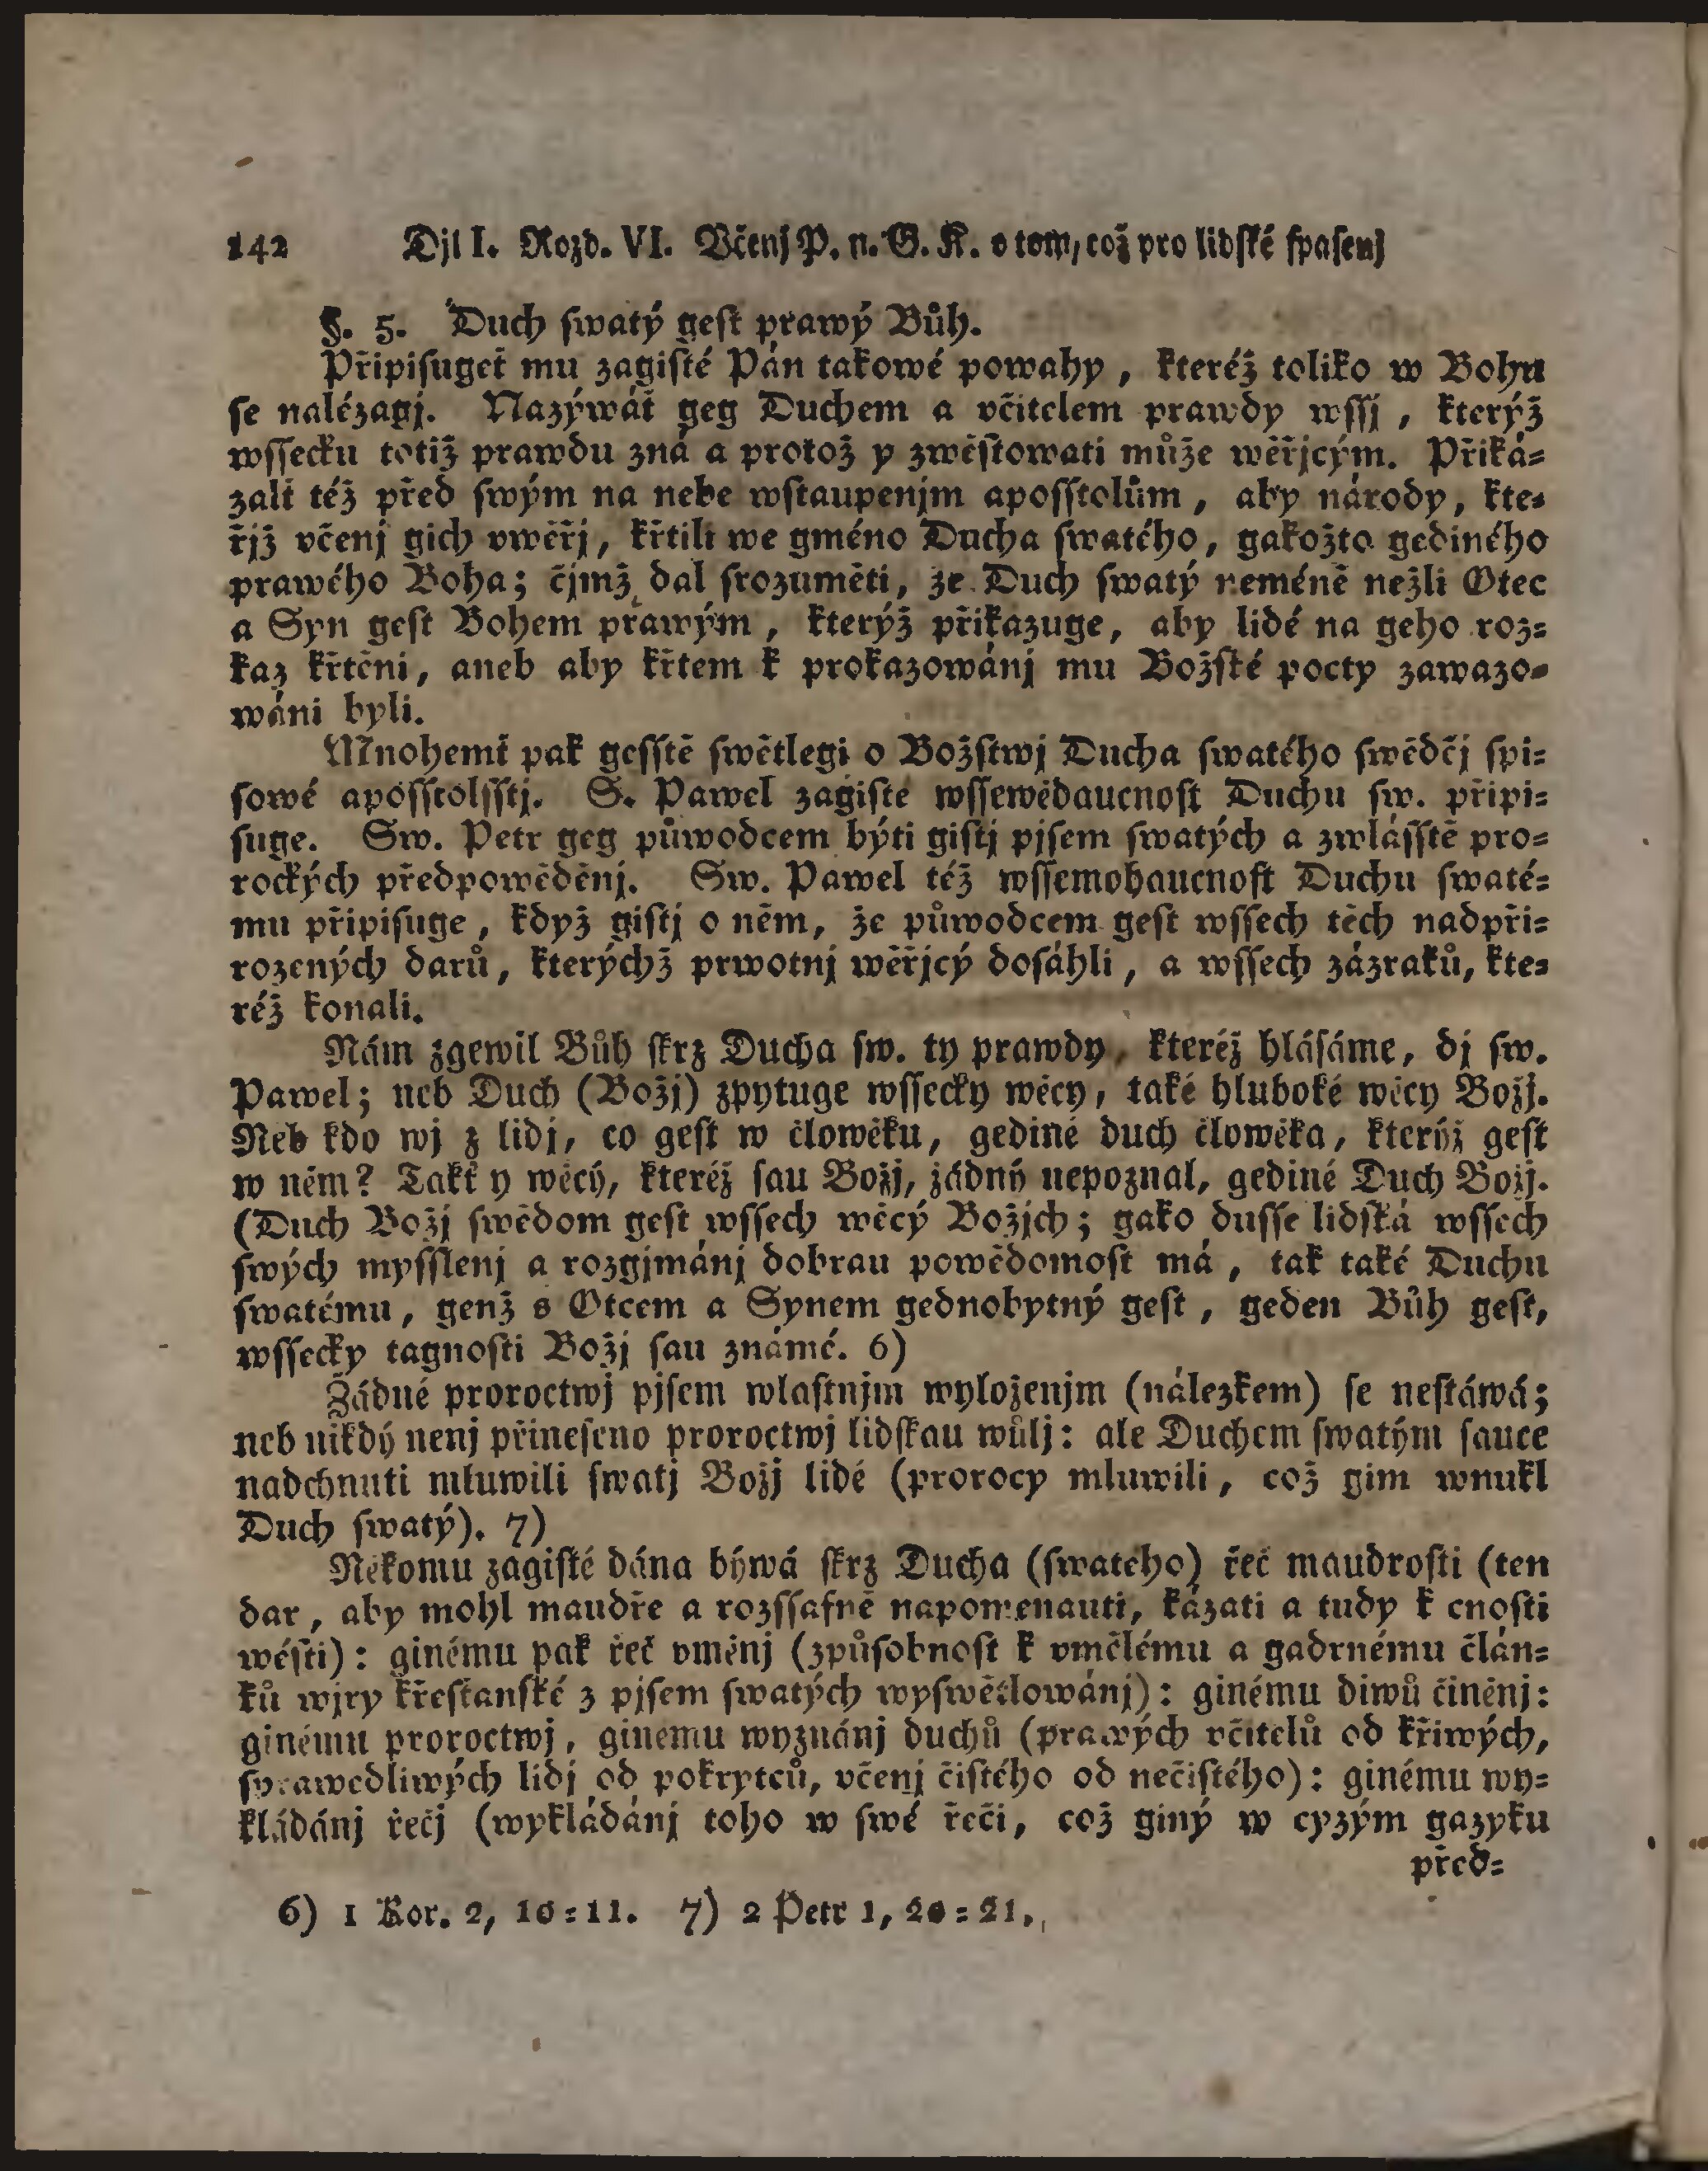 142 Djl I. Rozd. VI. Včenj P. n. G. K. o tom, což pro lidſké ſpaſenj
§. 5. Duch ſwatý geſt prawý Bůh.
Připiſugeť mu zagiſté Pán takowé powahy, kteréž toliko w Bohu
ſe nalézagj. Nazýwáť geg Duchem a včitelem prawdy wſſj, kterýž
wſſecku totiž prawdu zná a protož y zwěſtowati může wěřjcým. Přiká=
zalť též před ſwým na nebe wſtaupenjm apoſſtolům, aby národy, kte=
řjž včenj gich vwěřj, křtili we gméno Ducha ſwatého, gakožto gediného
prawého Boha; čjmž dal ſrozuměti, že Duch ſwatý neméně nežli Otec
a Syn geſt Bohem prawým, kterýž přikazuge, aby lidé na geho roz=
kaz křtěni, aneb aby křtem k prokazowánj mu Božſké pocty zawazo=
wáni byli.
Mnohemť pak geſſtě ſwětlegi o Božſtwj Ducha ſwatého ſwědčj ſpi=
ſowé apoſſtolſſtj. S. Pawel zagiſté wſſewědaucnoſt Duchu ſw. připi=
ſuge. Sw. Petr geg půwodcem býti giſtj pjſem ſwatých a zwláſſtě pro=
rockých předpowěděnj. Sw. Pawel též wſſemohaucnoſt Duchu ſwaté=
mu připiſuge, když giſtj o něm, že půwodcem geſt wſſech těch nadpři=
rozených darů, kterýchž prwotnj wěřjcý doſáhli, a wſſech zázraků, kte=
réž konali.
Nám zgewil Bůh ſkrz Ducha ſw. ty prawdy, kteréž hláſáme, dj ſw.
Pawel; neb Duch (Božj) zpytuge wſſecky wěcy, také hluboké wěcy Božj.
Neb kdo wj z lidj, co geſt w člowěku, gediné duch člowěka, kterýž geſt
w něm? Takť y wěcý, kteréž ſau Božj, žádný nepoznal, gediné Duch Božj.
(Duch Božj ſwědom geſt wſſech wěcý Božjch; gako duſſe lidſká wſſech
ſwých myſſlenj a rozgjmánj dobrau powědomoſt má, tak také Duchu
ſwatému, genž s Otcem a Synem gednobytný geſt, geden Bůh geſt,
wſſecky tagnoſti Božj ſau známé. 6)
Žádné proroctwj pjſem wlaſtnjm wyloženjm (nálezkem) ſe neſtáwá;
neb nikdý nenj přineſeno proroctwj lidſkau wůlj: ale Duchem ſwatým ſauce
nadchnuti mluwili ſwatj Božj lidé (prorocy mluwili, což gim wnukl
Duch ſwatý). 7)
Někomu zagiſté dána býwá ſkrz Ducha (ſwatého) řeč maudroſti (ten
dar, aby mohl maudře a rozſſafně napomenauti, kázati a tudy k cnoſti
wéſti): ginému pak řeč vměnj (způſobnoſt k vmělému a gadrnému člán=
ků wjry křeſťanſké z pjſem ſwatých wyſwětlowánj): ginému diwů činěnj:
ginému proroctwj, ginemu wyznánj duchů (prawých včitelů od křiwých,
ſprawedliwých lidj od pokrytců, včenj čiſtého od nečiſtého): ginému wy=
kládánj řečj (wykládánj toho w ſwé řeči, což giný w cyzým gazyku
před=
6) 1 Kor. 2, 10=11. 7) 2 Petr 1, 20=21.